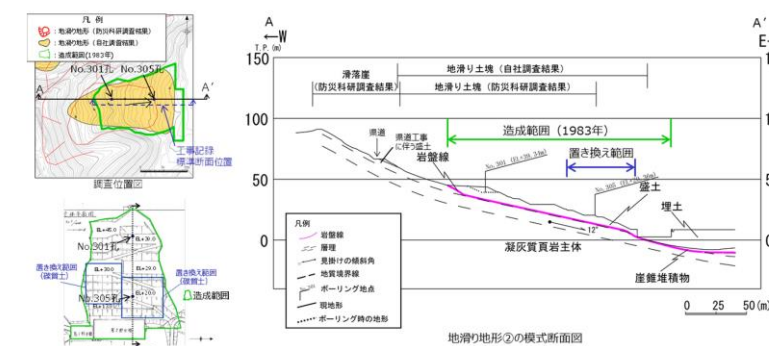 凡 例
：地滑り地形（防災科研調査結果）
：地滑り地形（自社調査結果）
：造成範囲（1983年）
No.301孔 No.305孔
A
A′
工事記録
標準断面位置
調査位置図
No.301孔
置き換え範囲
（礫質土）
置き換え範囲
（礫質土）
No.305孔
造成範囲
A
←W
T.P.(m)
A′
E
150
100
50
0
滑落崖
（防災科研調査結果）
地滑り土塊（自社調査結果）
地滑り土塊（防災科研調査結果）
造成範囲（1983年）
置き換え範囲
県道
県道工事
に伴う盛土
岩盤線
盛土
埋土
12°
凝灰質頁岩主体
崖錐堆積物
凡例
岩盤線
層理
見掛けの傾斜角
地質境界線
ボーリング地点
現地形
ボーリング時の地形
0 25 50(m)
地滑り地形②の模式断面図